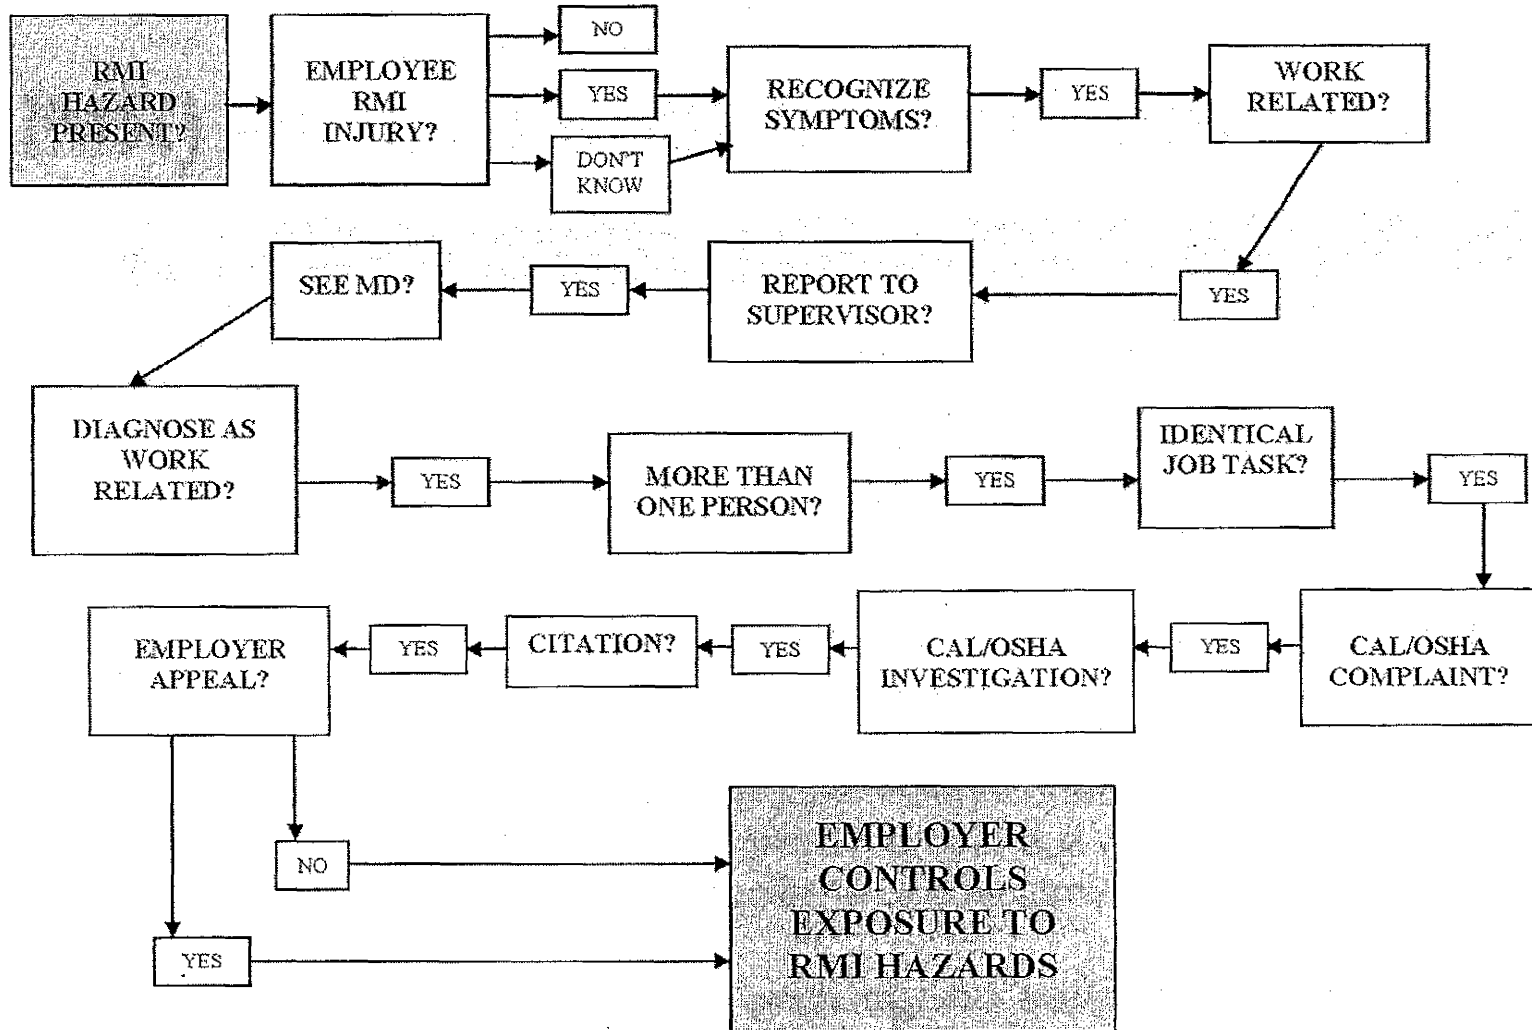 RMI
HAZARD
PRESENT?
EMPLOYEE
RMI
INJURY?
NO
YES
DON'T
KNOW
RECOGNIZE
SYMPTOMS?
YES
WORK
RELATED?
YES
REPORT TO
SUPERVISOR?
YES
SEE MD?
DIAGNOSE AS
WORK
RELATED?
YES
MORE THAN
ONE PERSON?
YES
IDENTICAL
JOB TASK?
YES
CAL/OSHA
COMPLAINT?
YES
CAL/OSHA
INVESTIGATION?
YES
CITATION?
YES
EMPLOYER
APPEAL?
NO
YES
EMPLOYER
CONTROLS
EXPOSURE TO
RMI HAZARDS